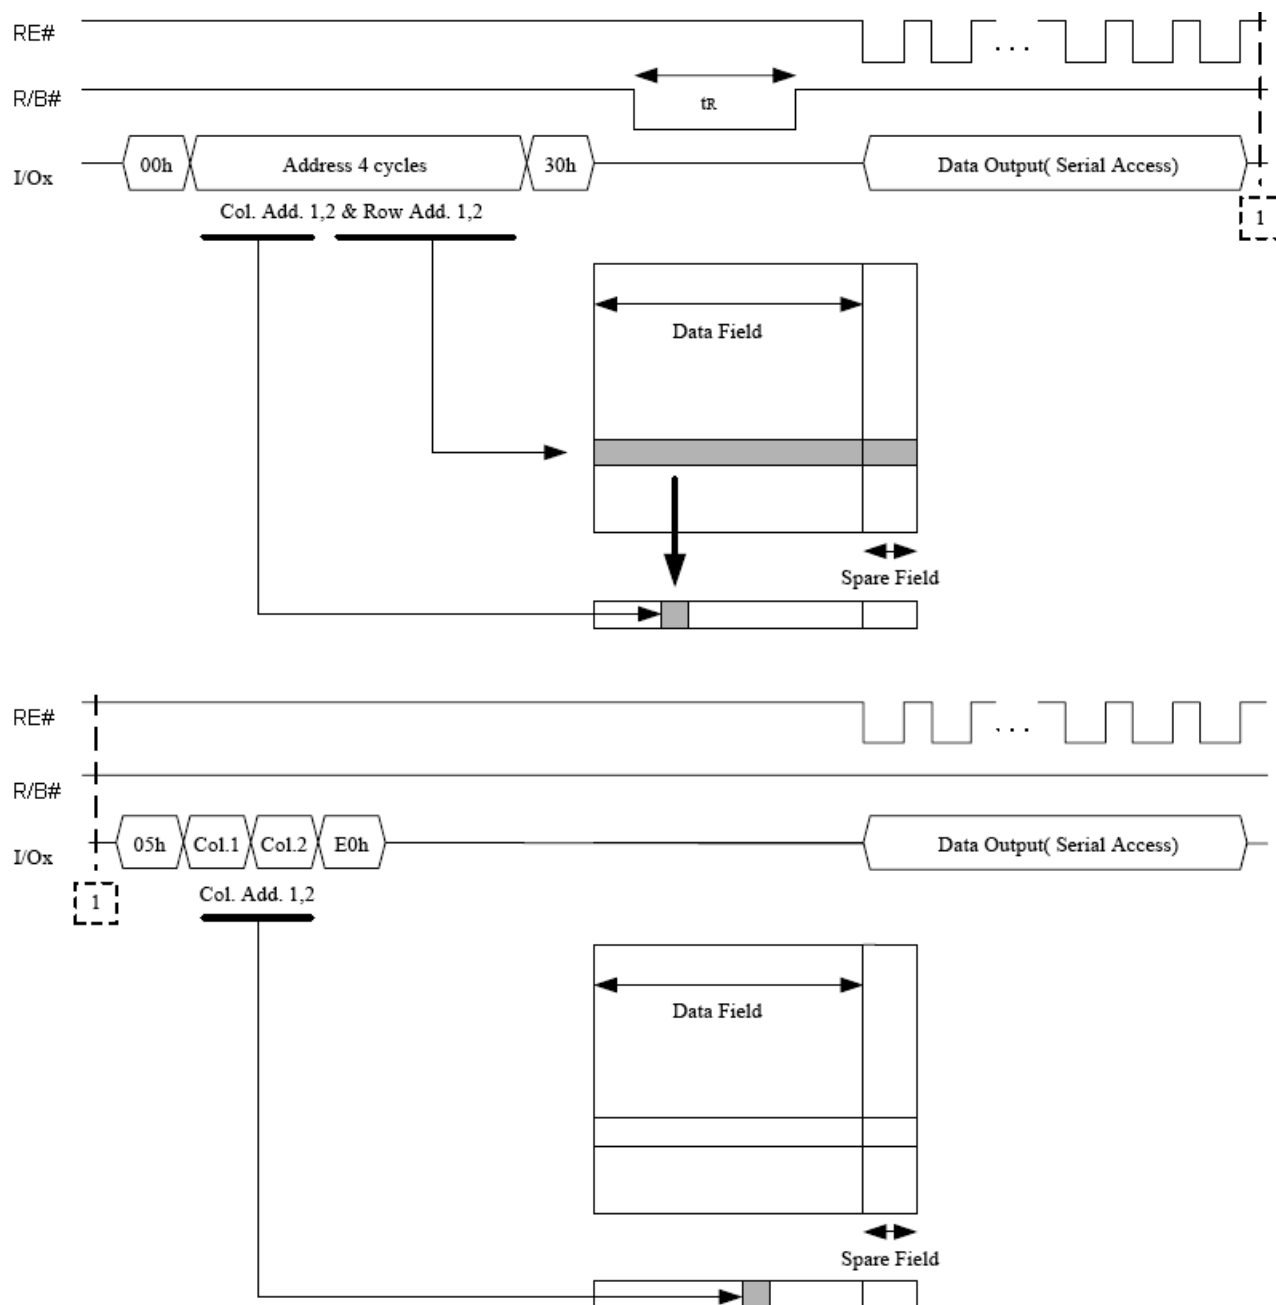 RE#
R/B#
tR
I/Ox
00h
Address 4 cycles
30h
Data Output( Serial Access)
Col. Add. 1,2 & Row Add. 1,2
1
Data Field
Spare Field
RE#
...
R/B#
I/Ox
05h
Col.1
Col.2
E0h
Data Output( Serial Access)
1
Col. Add. 1,2
Data Field
Spare Field